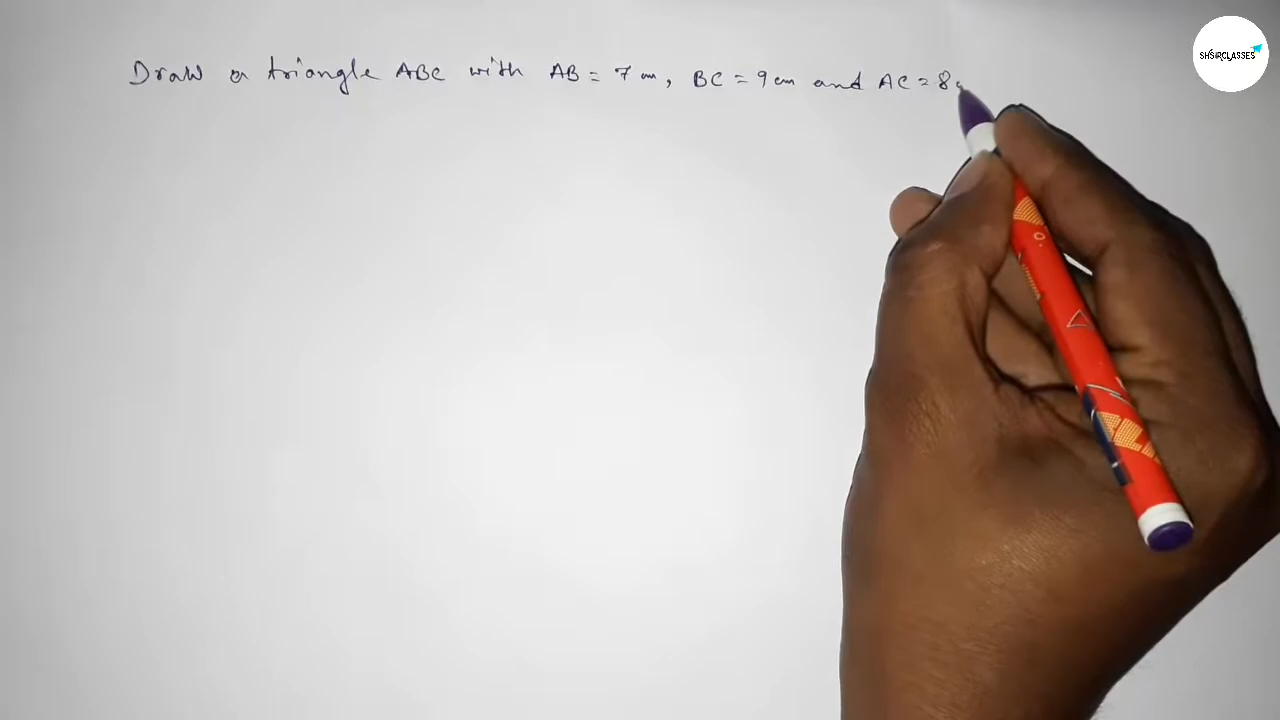 Draw a triangle ABC with AB = 7 cm, BC = 9 cm and AC = 8 c
SHSIRCLASSES